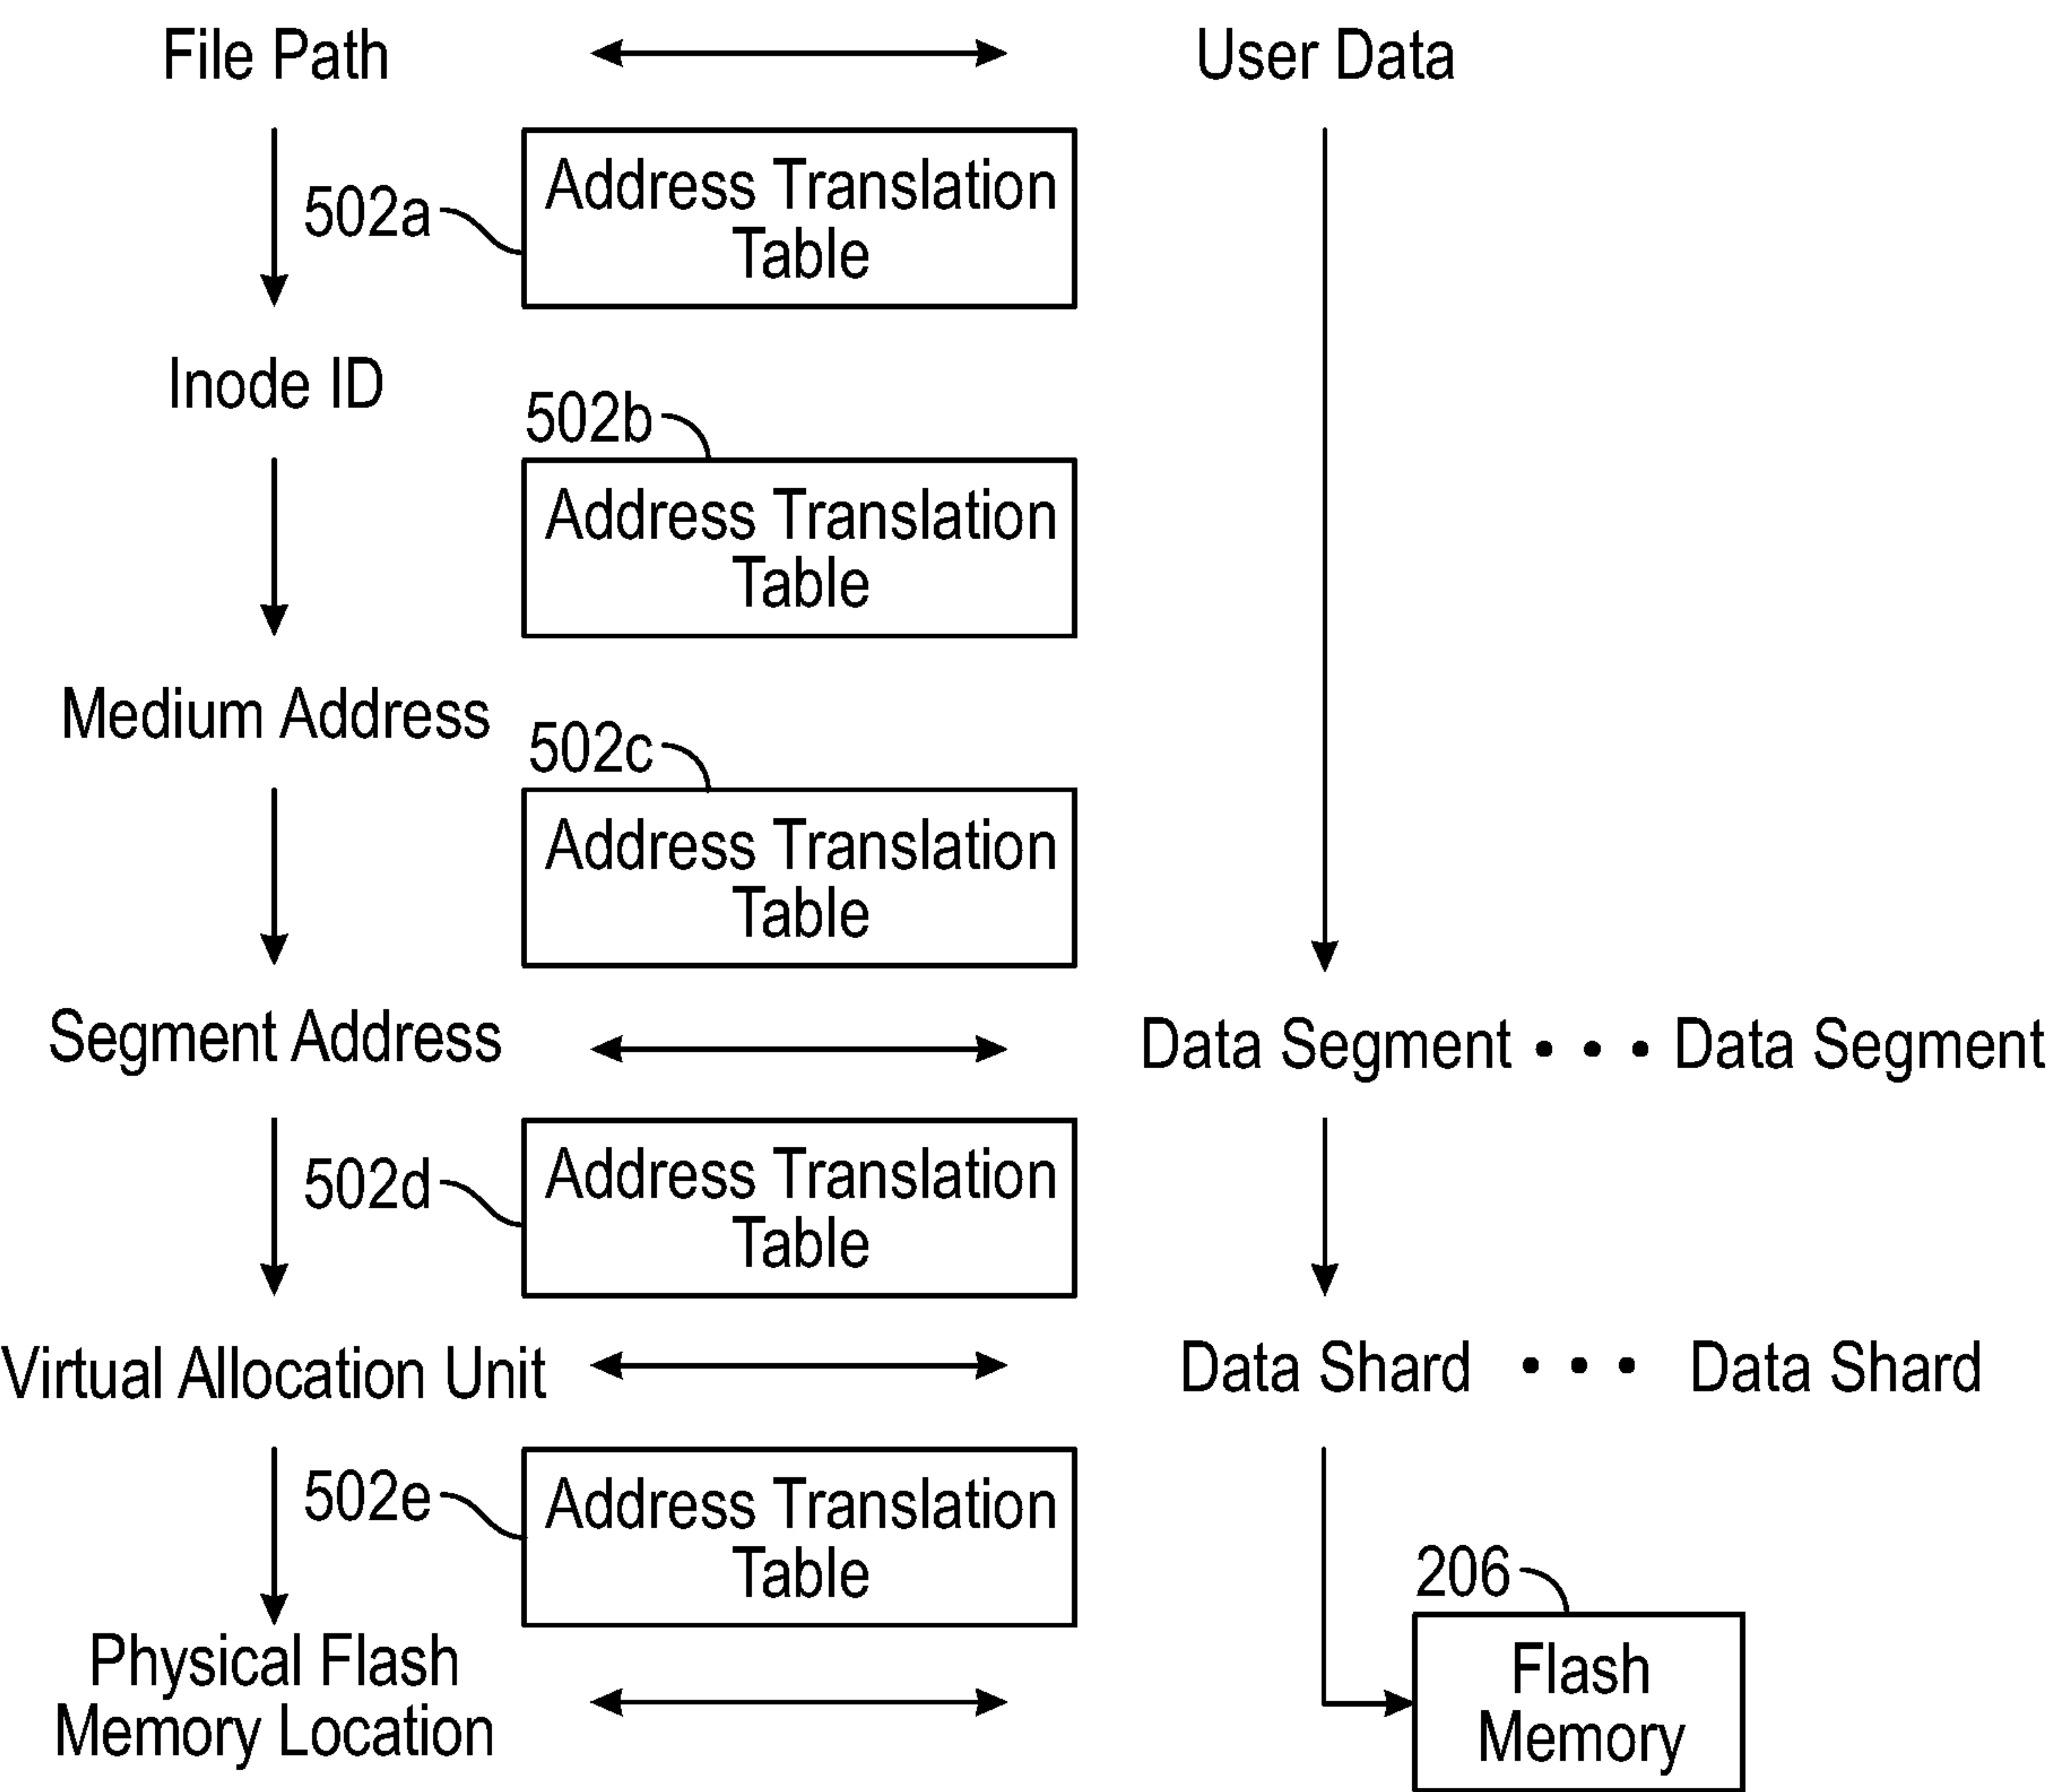 File Path
User Data
502a
Address Translation
Table
Inode ID
502b
Address Translation
Table
Medium Address
502c
Address Translation
Table
Segment Address
Data Segment • • • Data Segment
502d
Address Translation
Table
Virtual Allocation Unit
Data Shard • • • Data Shard
502e
Address Translation
Table
206
Physical Flash
Memory Location
Flash
Memory